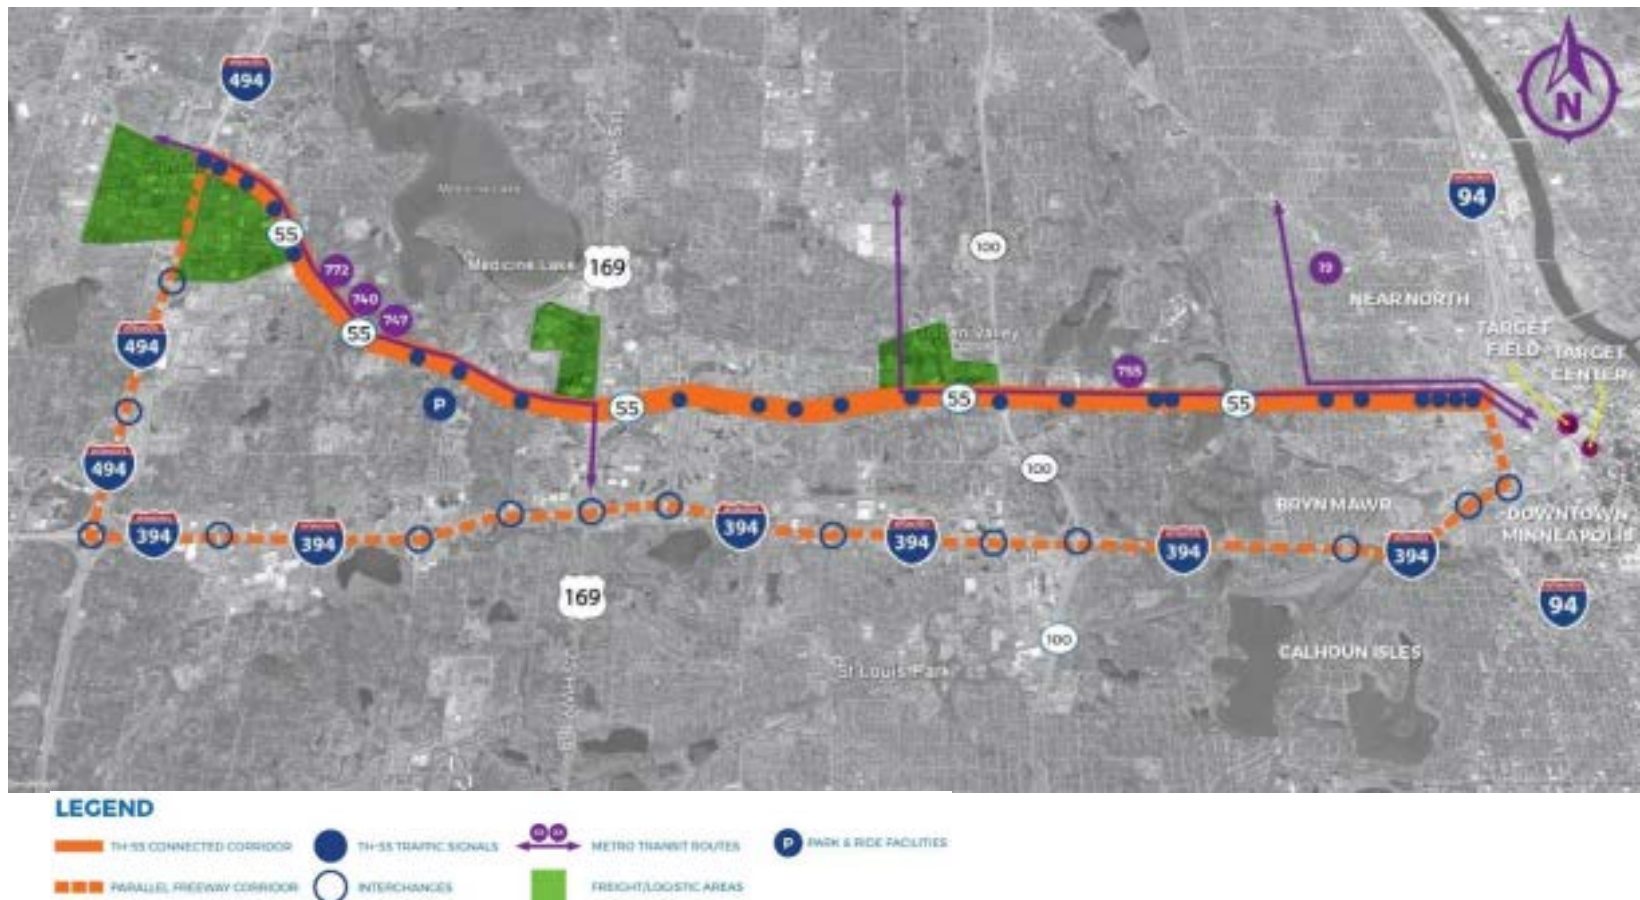 494
N
94
Medicine Lake
55
Medicine Lake
169
100
772
19
740
NEAR NORTH
747
55
494
TARGET
FIELD
TARGET
CENTER
755
P
55
55
55
494
100
BRYN MAWR
DOWNTOWN
MINNEAPOLIS
394
394
394
394
394
394
169
94
100
CALHOUN ISLES
St Louis Park
LEGEND
TH-55 CONNECTED CORRIDOR
TH-55 TRAFFIC SIGNALS
METRO TRANSIT ROUTES
P PARK & RIDE FACILITIES
PARALLEL FREEWAY CORRIDOR
INTERCHANGES
FREIGHT/LOGISTIC AREAS